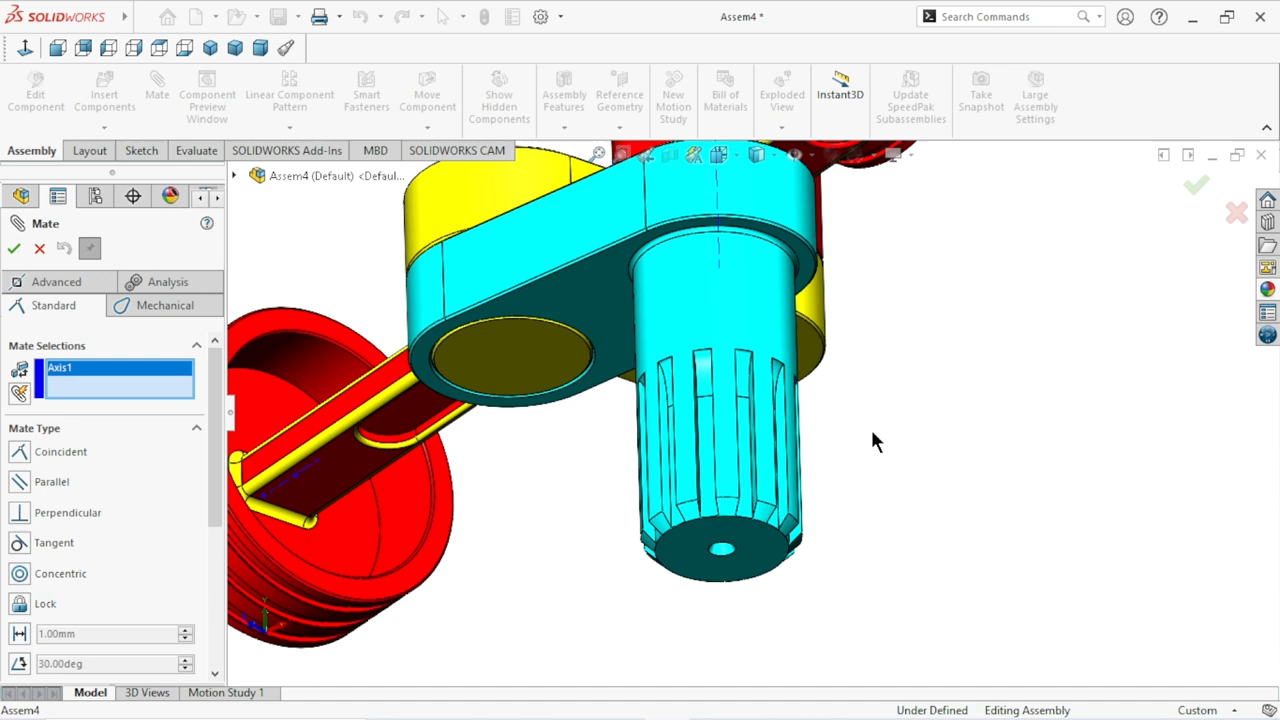 SOLIDWORKS
Assem4 *
Search Commands
Edit
Component
Insert
Components
Mate
Component
Preview
Window
Linear Component
Pattern
Smart
Fasteners
Move
Component
Show
Hidden
Components
Assembly
Features
Reference
Geometry
New
Motion
Study
Bill of
Materials
Exploded
View
Instant3D
Update
SpeedPak
Subassemblies
Take
Snapshot
Large
Assembly
Settings
Assembly
Layout
Sketch
Evaluate
SOLIDWORKS Add-Ins
MBD
SOLIDWORKS CAM
Assem4 (Default) <Defaul...
Mate
Advanced
Analysis
Standard
Mechanical
Mate Selections
Axis1
Mate Type
Coincident
Parallel
Perpendicular
Tangent
Concentric
Lock
1.00mm
30.00deg
Model
3D Views
Motion Study 1
Assem4
Under Defined
Editing Assembly
Custom